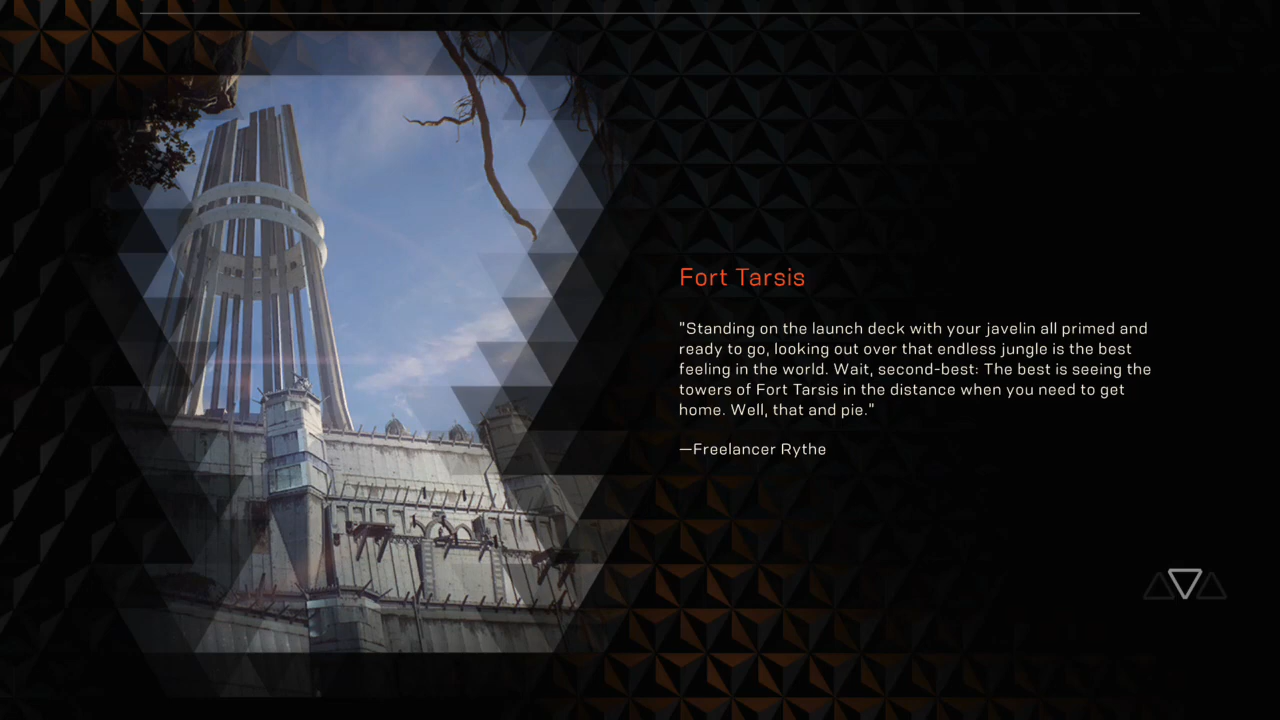 Fort Tarsis
"Standing on the launch deck with your javelin all primed and
ready to go, looking out over that endless jungle is the best
feeling in the world. Wait, second-best: The best is seeing the
towers of Fort Tarsis in the distance when you need to get
home. Well, that and pie."
—Freelancer Rythe